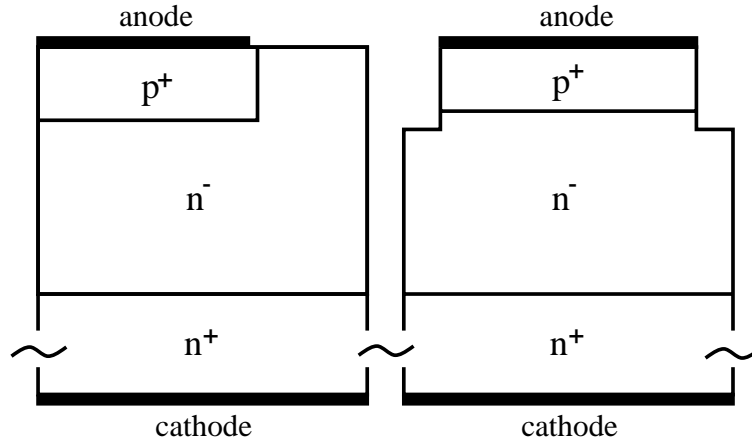 anode
anode
p+
p+
n-
n-
n+
n+
cathode
cathode